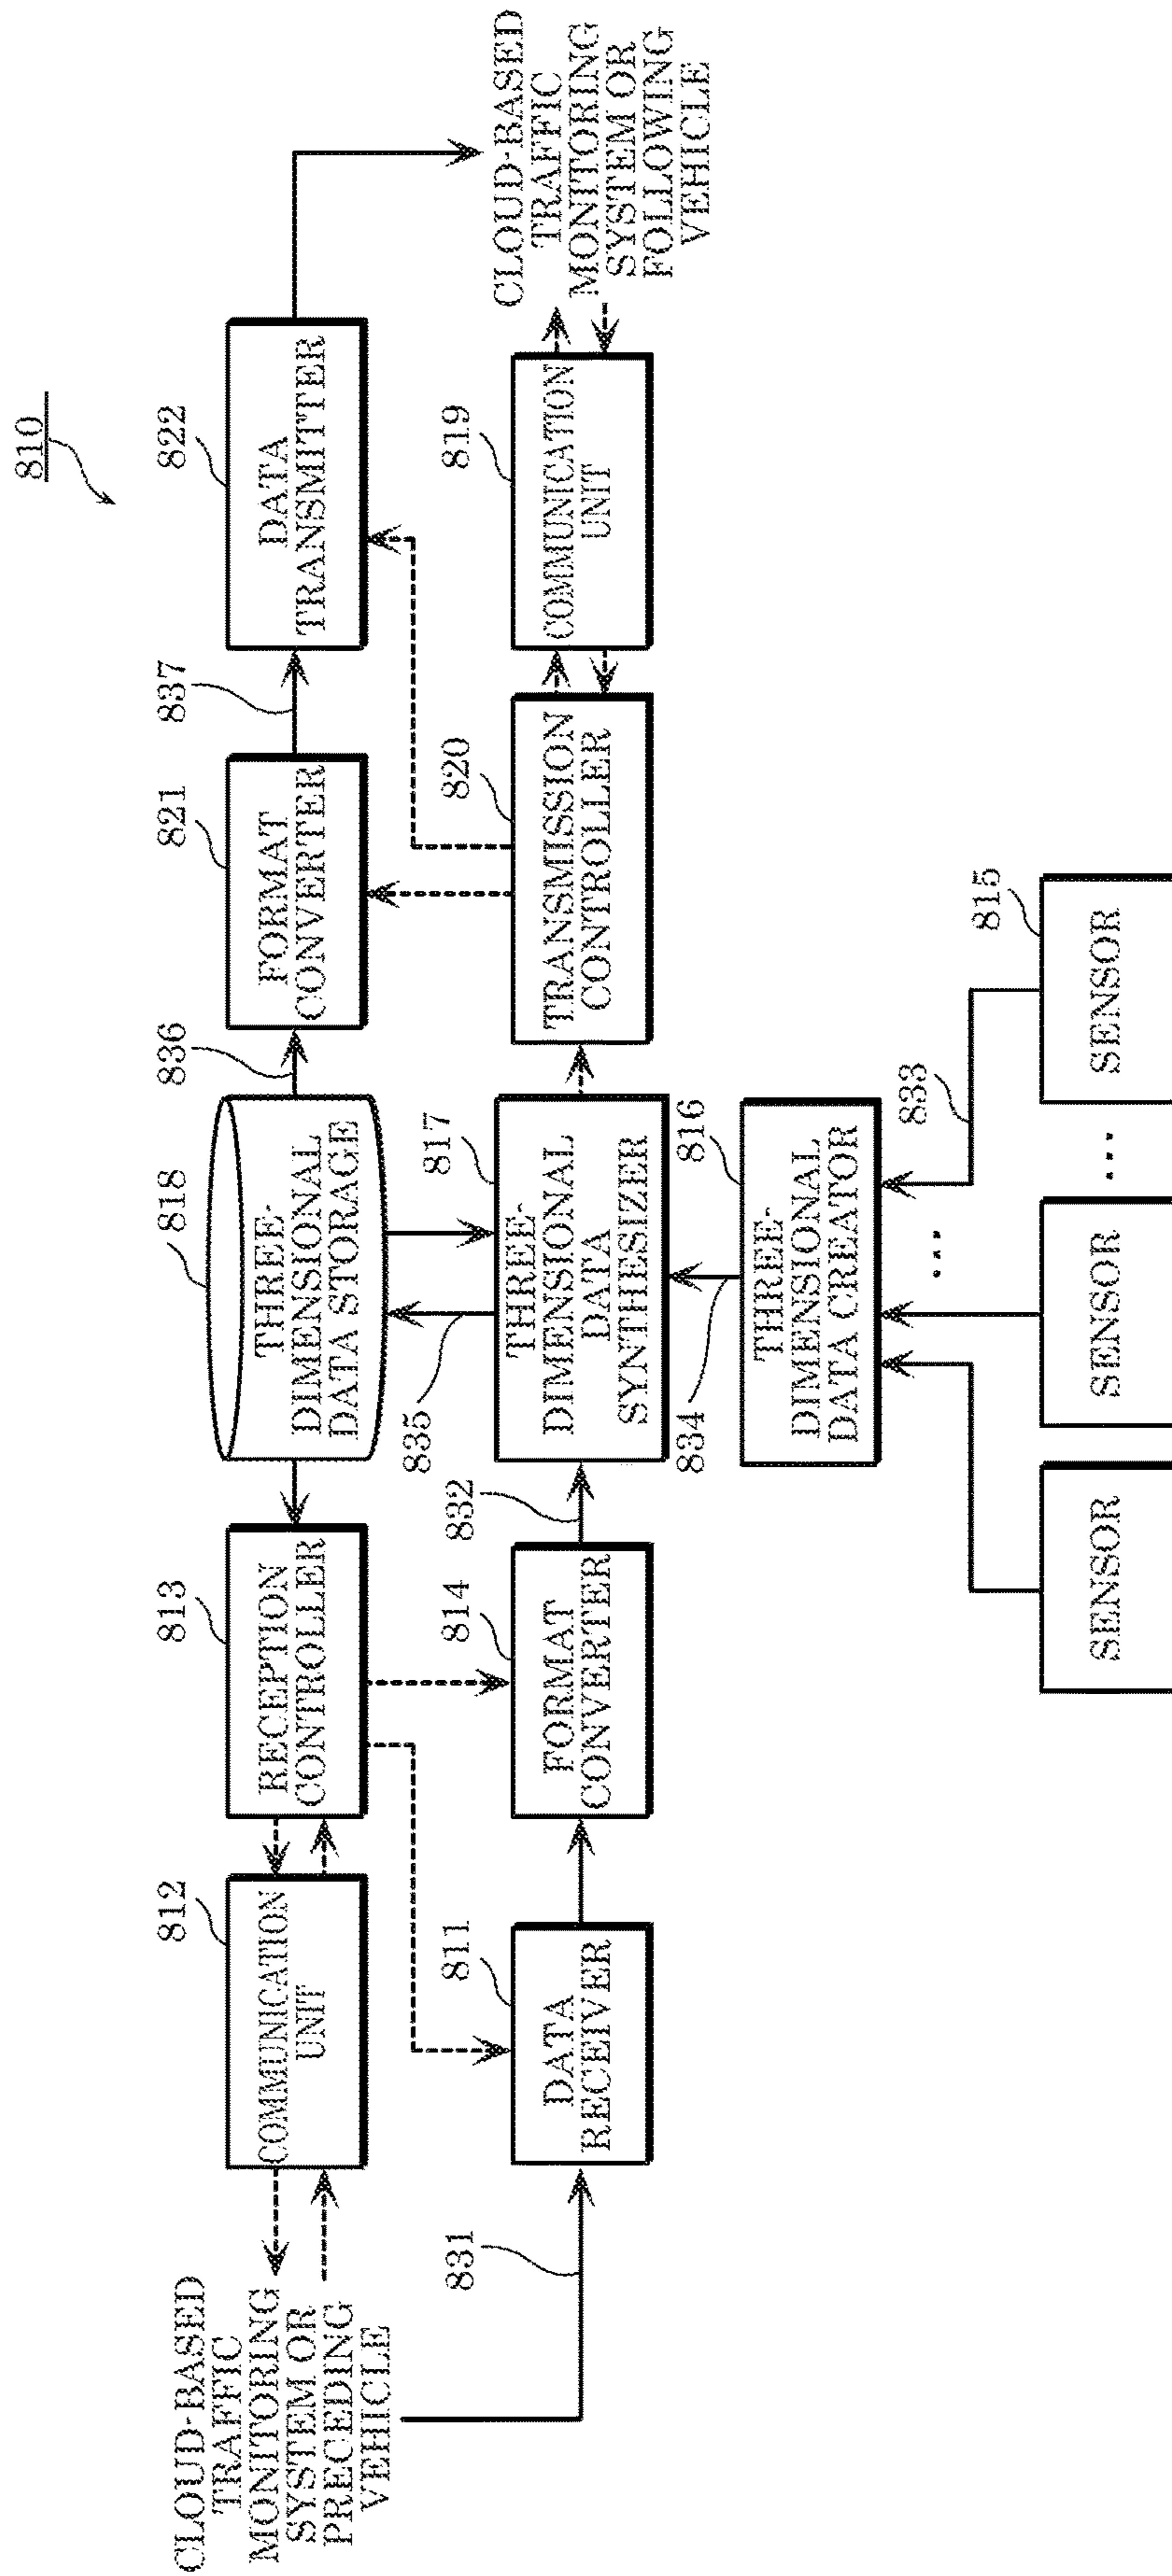 810
CLOUD-BASED
TRAFFIC
MONITORING
SYSTEM OR
PRECEDING
VEHICLE
812
COMMUNICATION
UNIT
813
RECEPTION
CONTROLLER
818
THREE-
DIMENSIONAL
DATA STORAGE
836
821
FORMAT
CONVERTER
837
822
DATA
TRANSMITTER
831
811
DATA
RECEIVER
814
FORMAT
CONVERTER
832
835
817
THREE-
DIMENSIONAL
DATA
SYNTHESIZER
820
TRANSMISSION
CONTROLLER
819
COMMUNICATION
UNIT
CLOUD-BASED
TRAFFIC
MONITORING
SYSTEM OR
FOLLOWING
VEHICLE
834
816
THREE-
DIMENSIONAL
DATA CREATOR
833
...
815
SENSOR
SENSOR
...
SENSOR